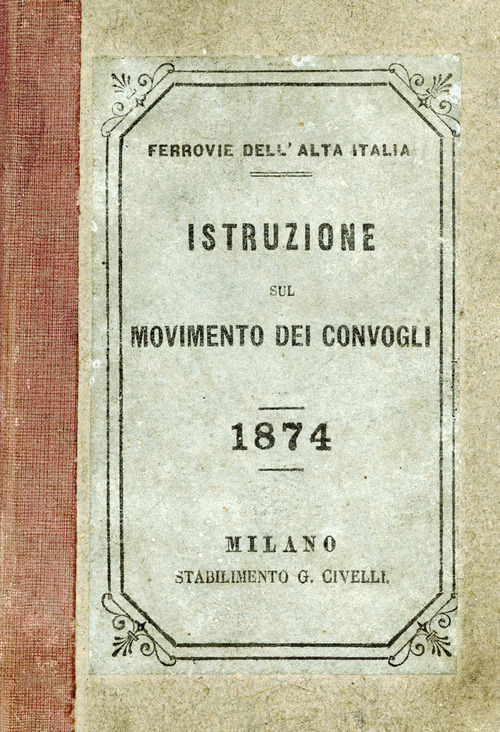 FERROVIE DELL'ALTA ITALIA
ISTRUZIONE
SUL
MOVIMENTO DEI CONVOGLI
1874
MILANO
STABILIMENTO G. CIVELLI.